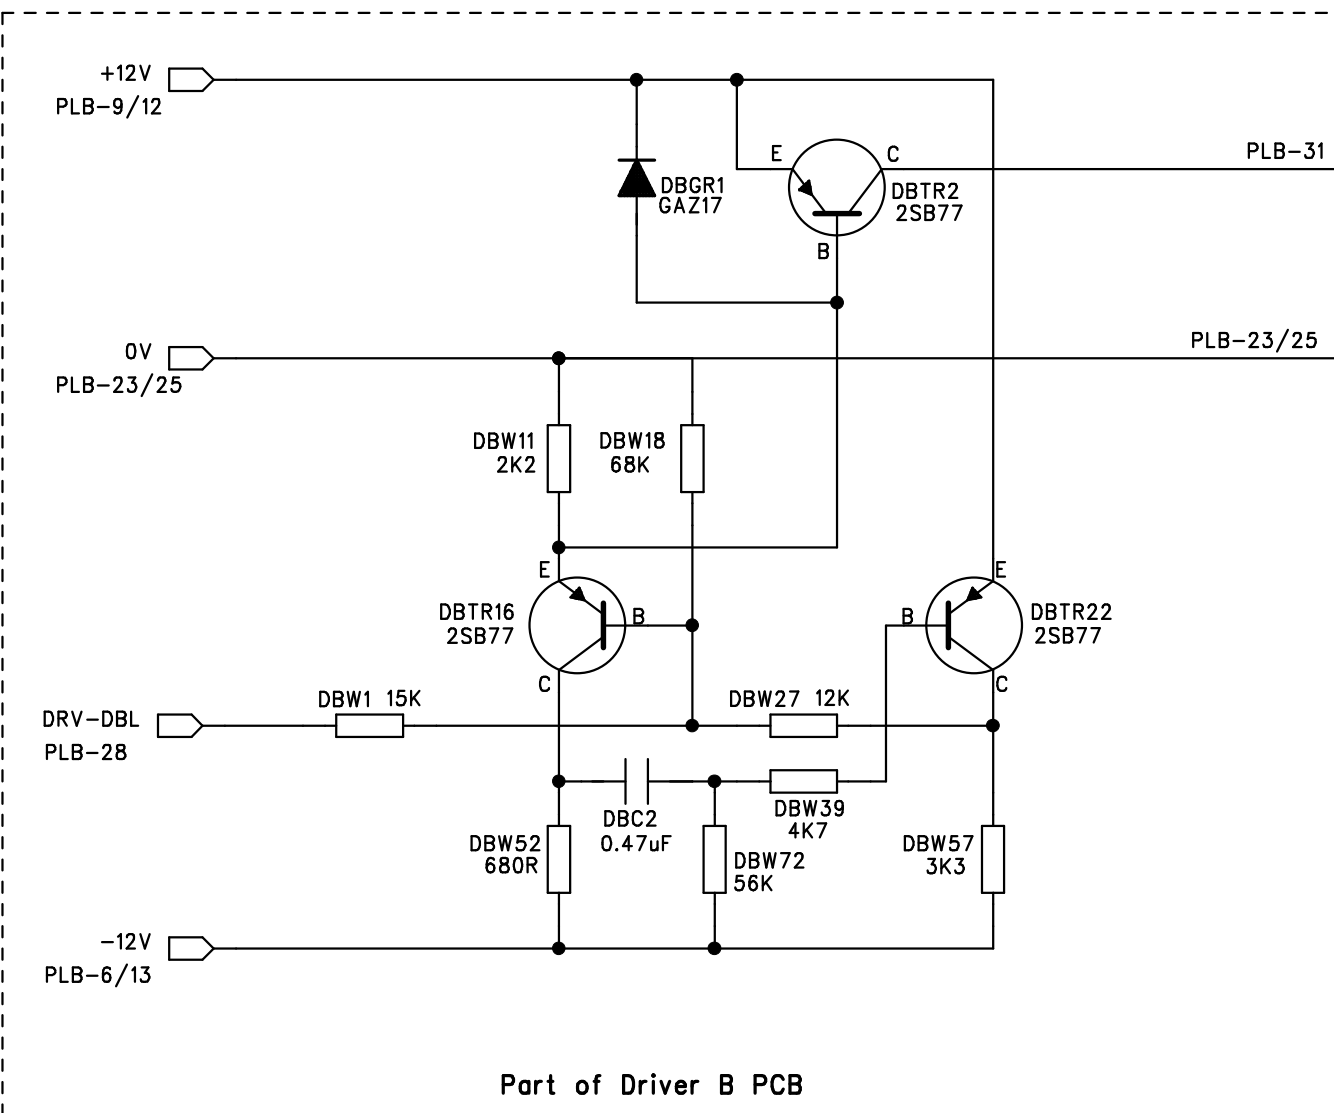 +12V
PLB-9/12
E
C
PLB-31
DBGR1
GAZ17
DBTR2
2SB77
B
0V
PLB-23/25
PLB-23/25
DBW11
2K2
DBW18
68K
E
E
DBTR16
2SB77
B
B
DBTR22
2SB77
C
C
DBW1 15K
DBW27 12K
DRV-DBL
PLB-28
DBC2
0.47uF
DBW39
4K7
DBW52
680R
DBW72
56K
DBW57
3K3
-12V
PLB-6/13
Part of Driver B PCB